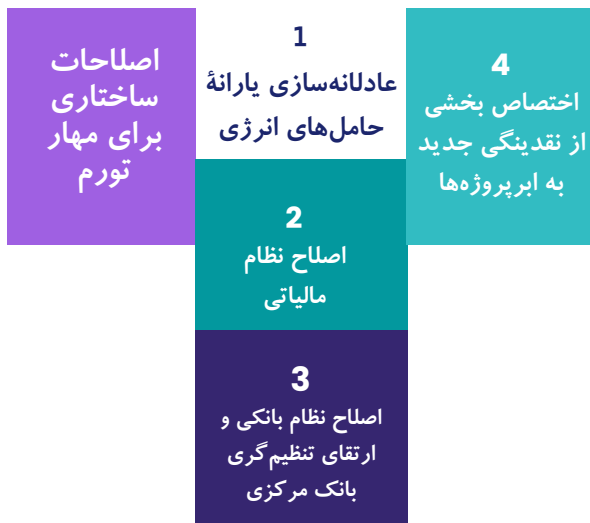 اصلاحات
ساختاری
برای مهار
تورم
1
عادلانه‌سازی یارانهٔ
حامل‌های انرژی
2
اصلاح نظام
مالیاتی
3
اصلاح نظام بانکی و
ارتقای تنظیم‌گری
بانک مرکزی
4
اختصاص بخشی
از نقدینگی جدید
به ابرپروژه‌ها